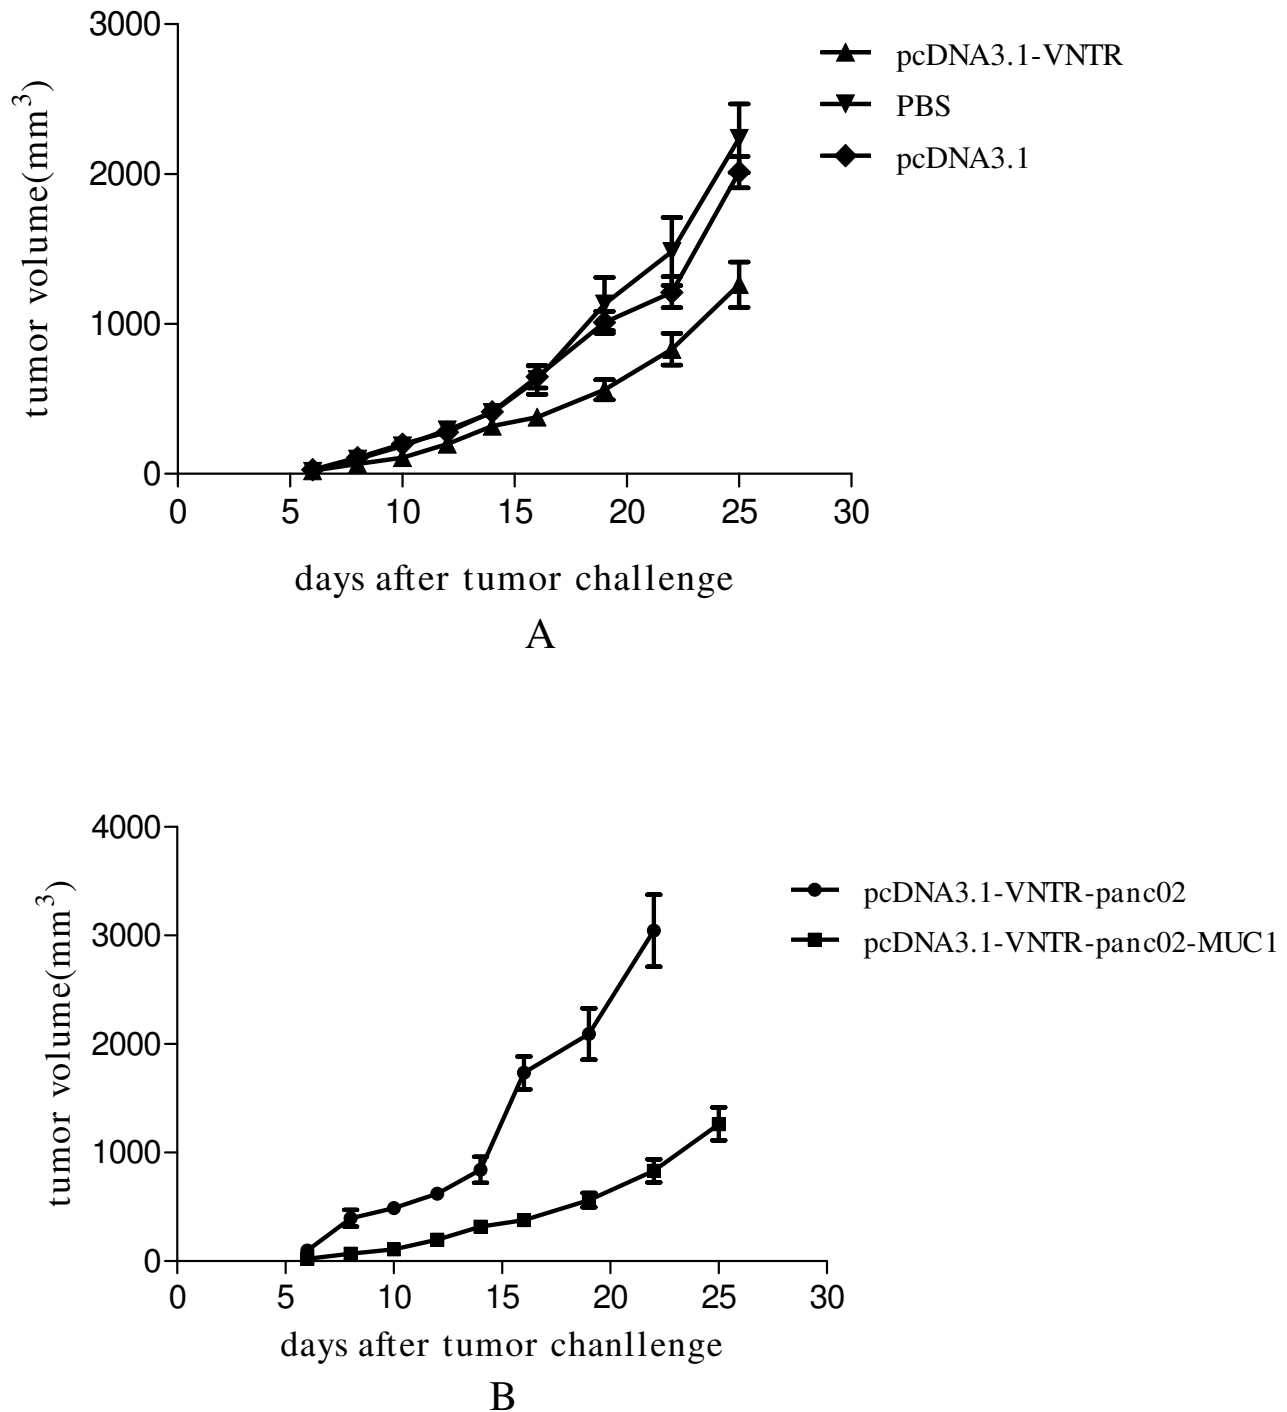 3000
2000
1000
0
tumor volume(mm³)
pcDNA3.1-VNTR
PBS
pcDNA3.1
0 5 10 15 20 25 30
days after tumor challenge
A
4000
3000
2000
1000
0
tumor volume(mm³)
pcDNA3.1-VNTR-panc02
pcDNA3.1-VNTR-panc02-MUC1
0 5 10 15 20 25 30
days after tumor chanllenge
B